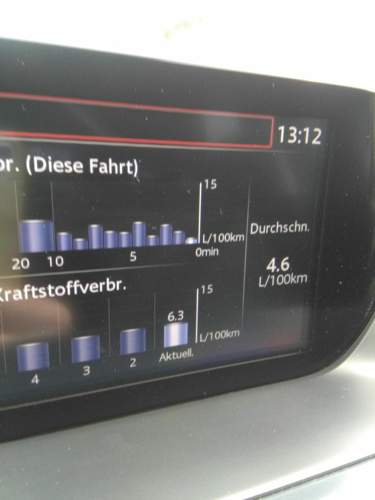 13:12
br. (Diese Fahrt)
15
L/100km
20 10 5 0min
Durchschn.
4.6
L/100km
Kraftstoffverbr.
15
6.3
L/100km
4 3 2 Aktuell.